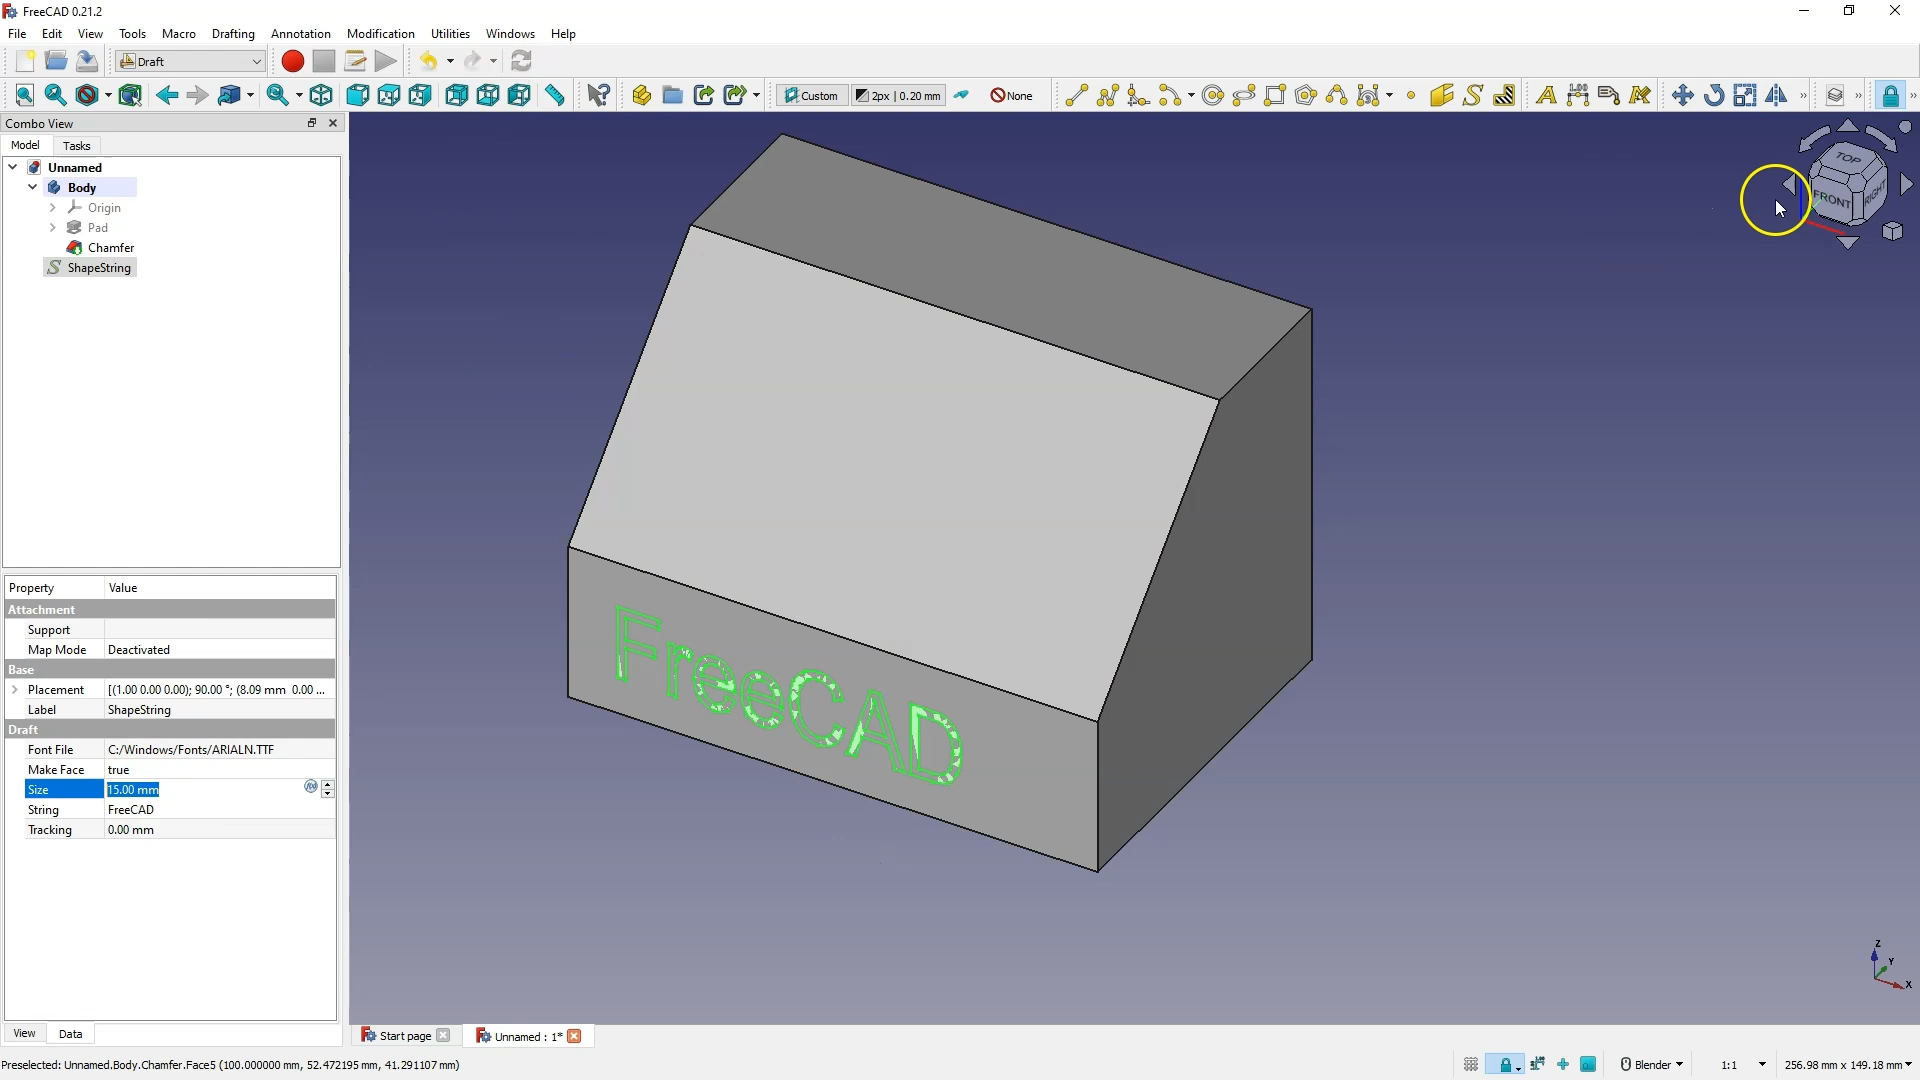 FreeCAD 0.21.2
File Edit View Tools Macro Drafting Annotation Modification Utilities Windows Help
Draft
Custom 2px | 0.20 mm None
Combo View
Model Tasks
Unnamed
Body
Origin
Pad
Chamfer
ShapeString
TOP
FRONT
RIGHT
FreeCAD
Property Value
Attachment
Support
Map Mode Deactivated
Base
Placement [(1.00 0.00 0.00); 90.00 °; (8.09 mm 0.00 ...
Label ShapeString
Draft
Font File C:/Windows/Fonts/ARIALN.TTF
Make Face true
Size 15.00 mm
String FreeCAD
Tracking 0.00 mm
Z
Y
X
View Data
Start page Unnamed : 1*
Preselected: Unnamed.Body.Chamfer.Face5 (100.000000 mm, 52.472195 mm, 41.291107 mm)
Blender 1:1 256.98 mm x 149.18 mm